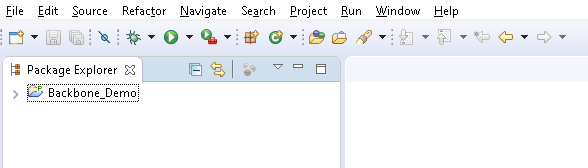 File Edit Source Refactor Navigate Search Project Run Window Help
Package Explorer
Backbone_Demo